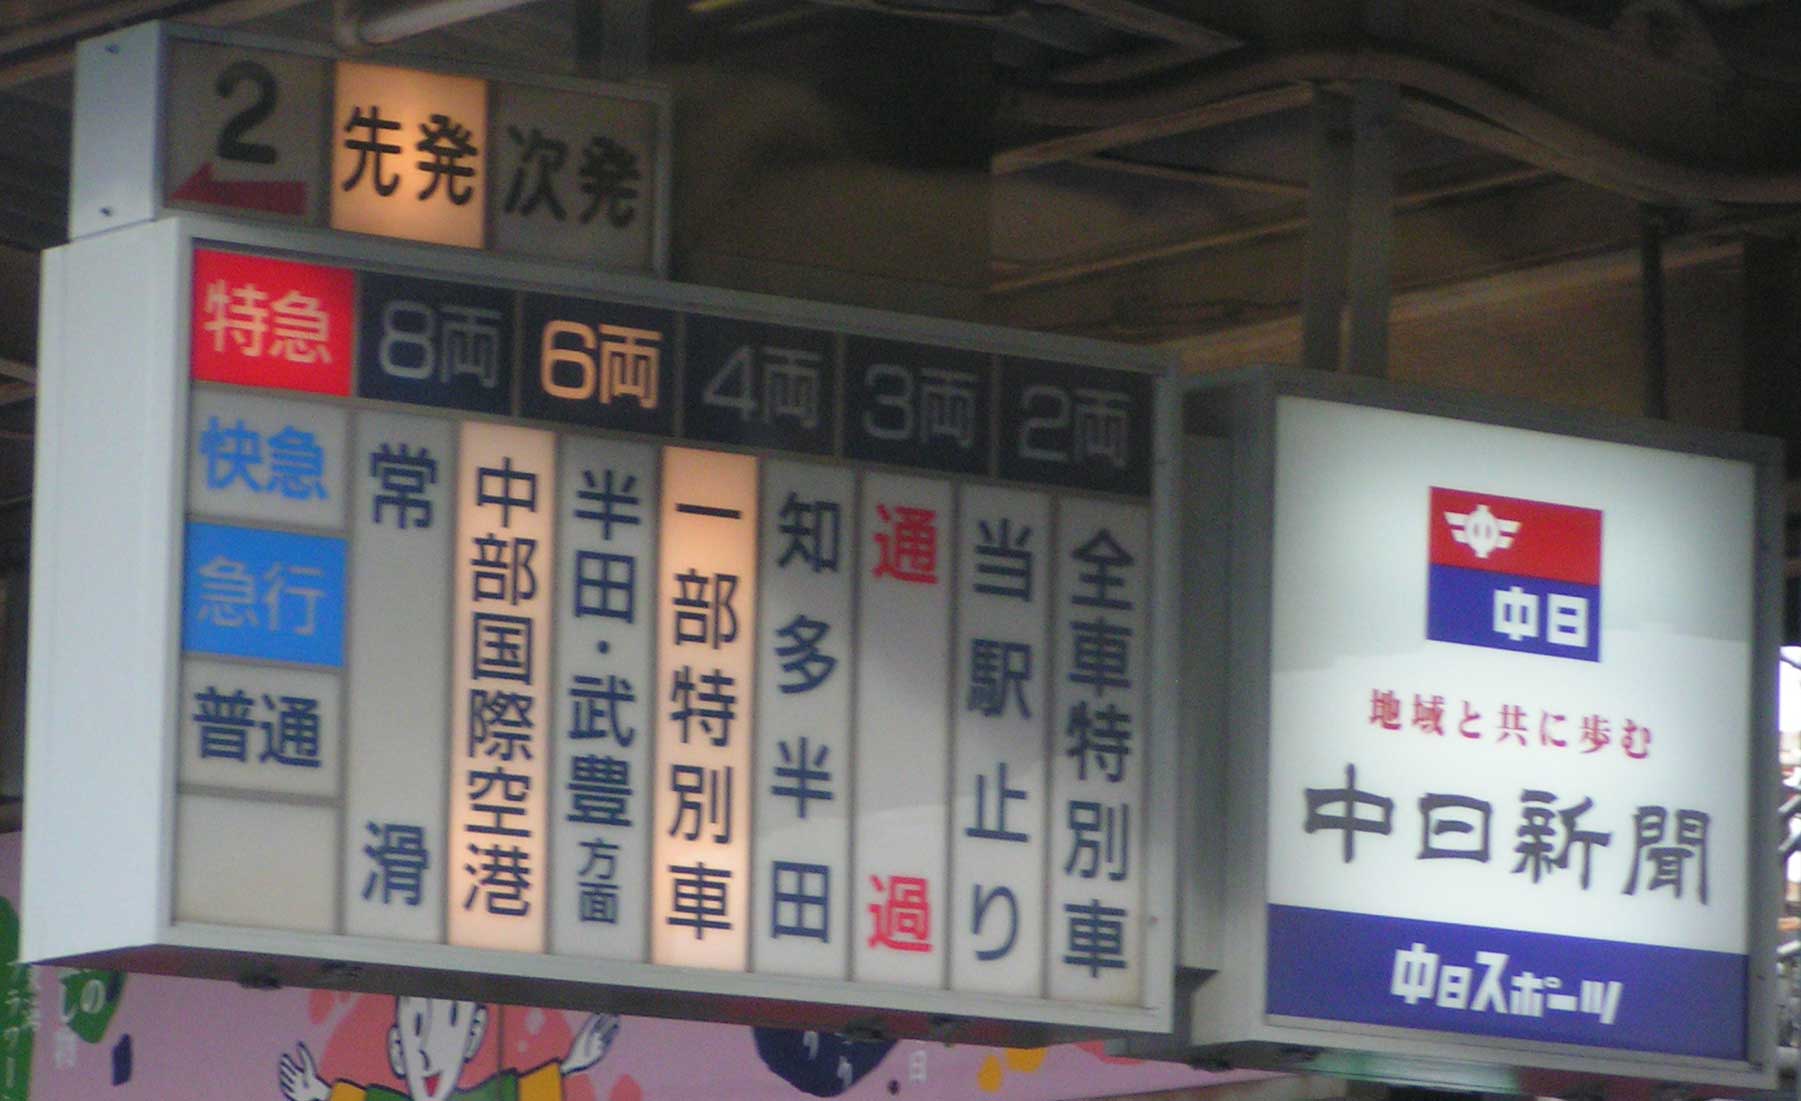 2
先発
次発
特急
8両
6両
4両
3両
2両
快急
急行
普通
常滑
中部国際空港
半田・武豊方面
一部特別車
知多半田
通過
当駅止り
全車特別車
中
中日
地域と共に歩む
中日新聞
中日スポーツ
しの
日